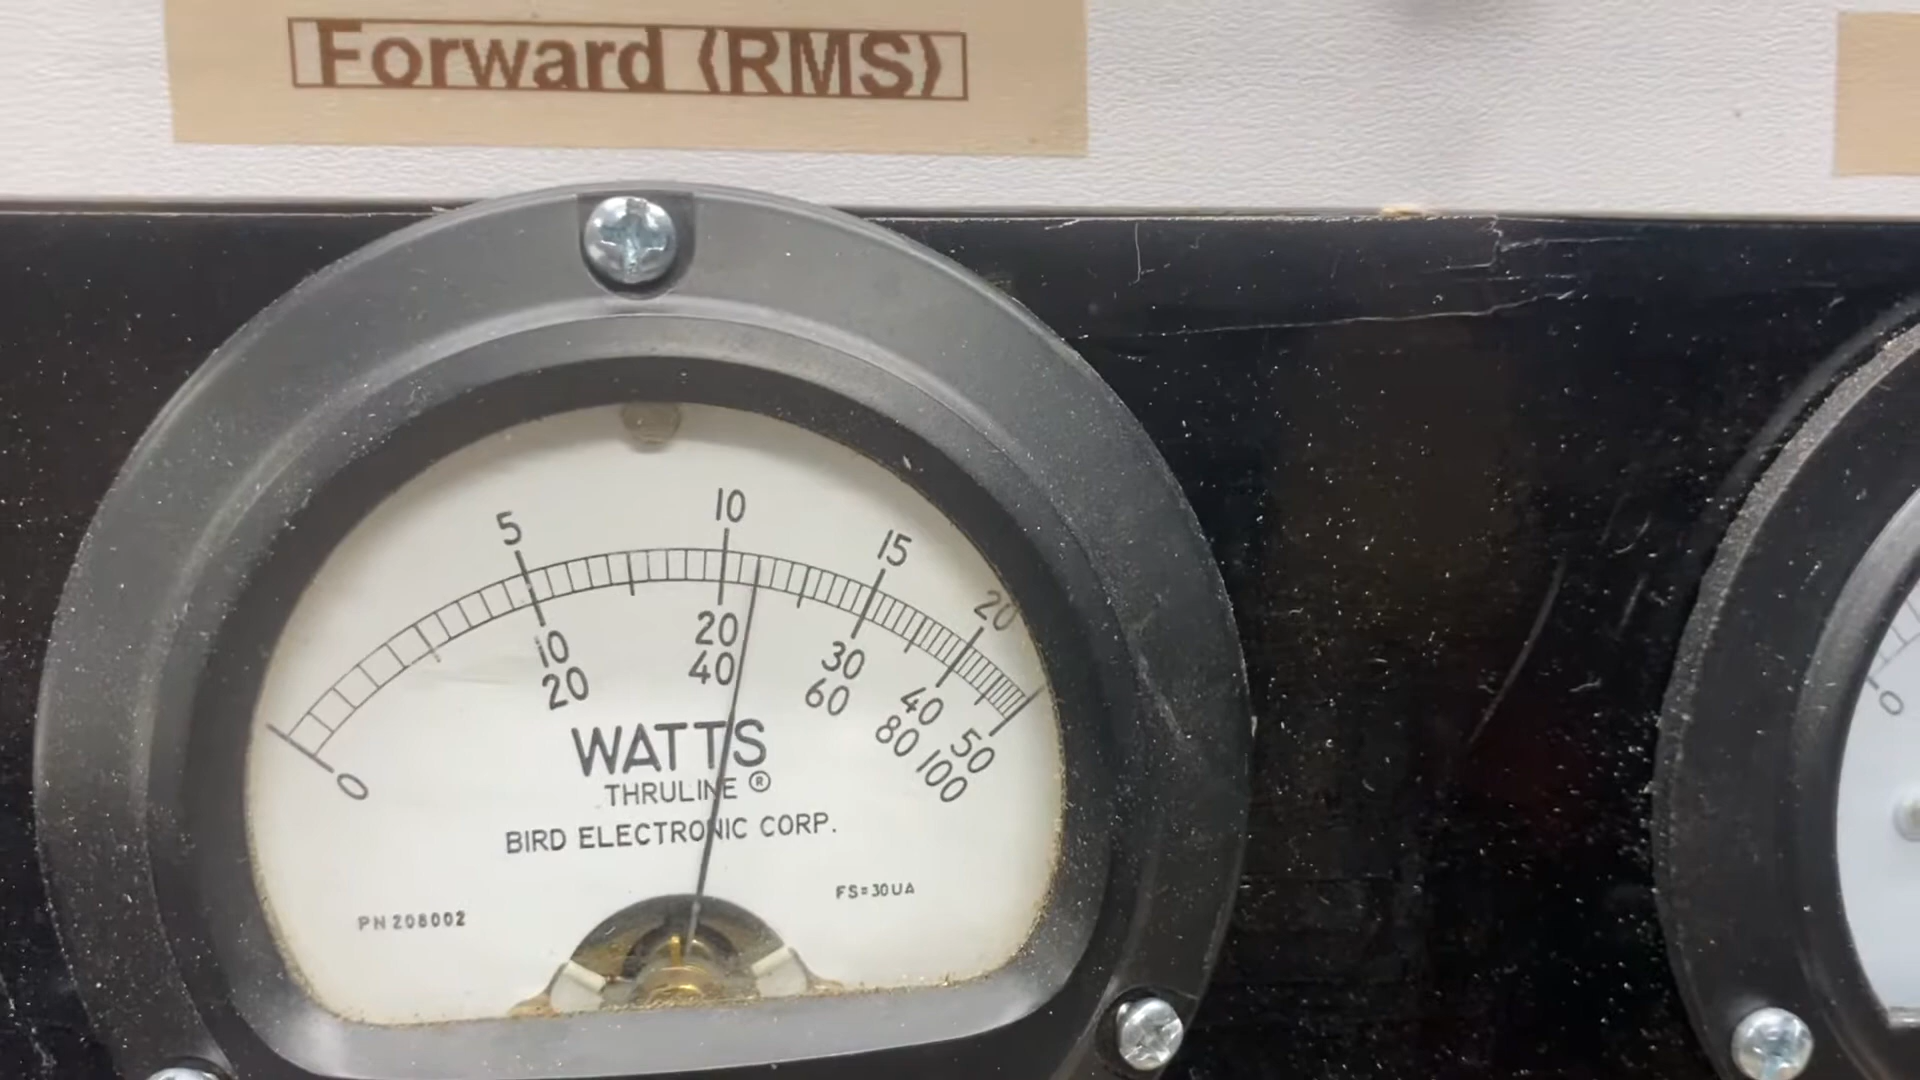 Forward (RMS)
5 10 15 20
10 20 30 40 50
20 40 60 80 100
0
WATTS
THRULINE ®
BIRD ELECTRONIC CORP.
FS=30UA
PN 208002
0